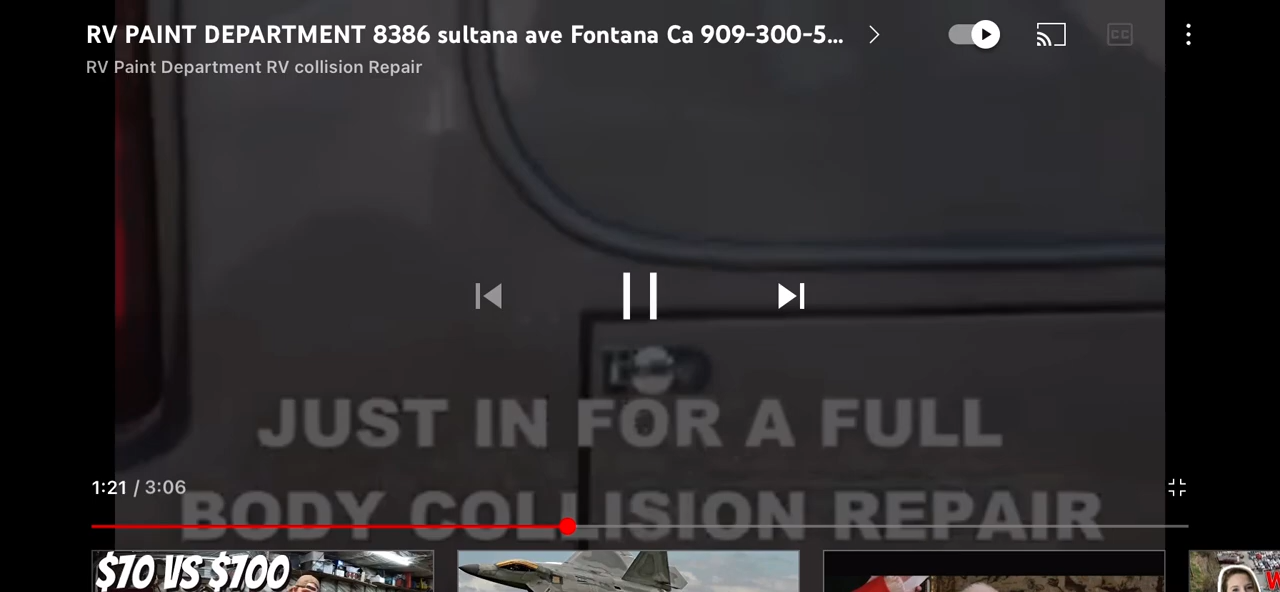 RV PAINT DEPARTMENT 8386 sultana ave Fontana Ca 909-300-5...
RV Paint Department RV collision Repair
CC
JUST IN FOR A FULL
1:21 / 3:06
BODY COLLISION REPAIR
$70 VS $700
W